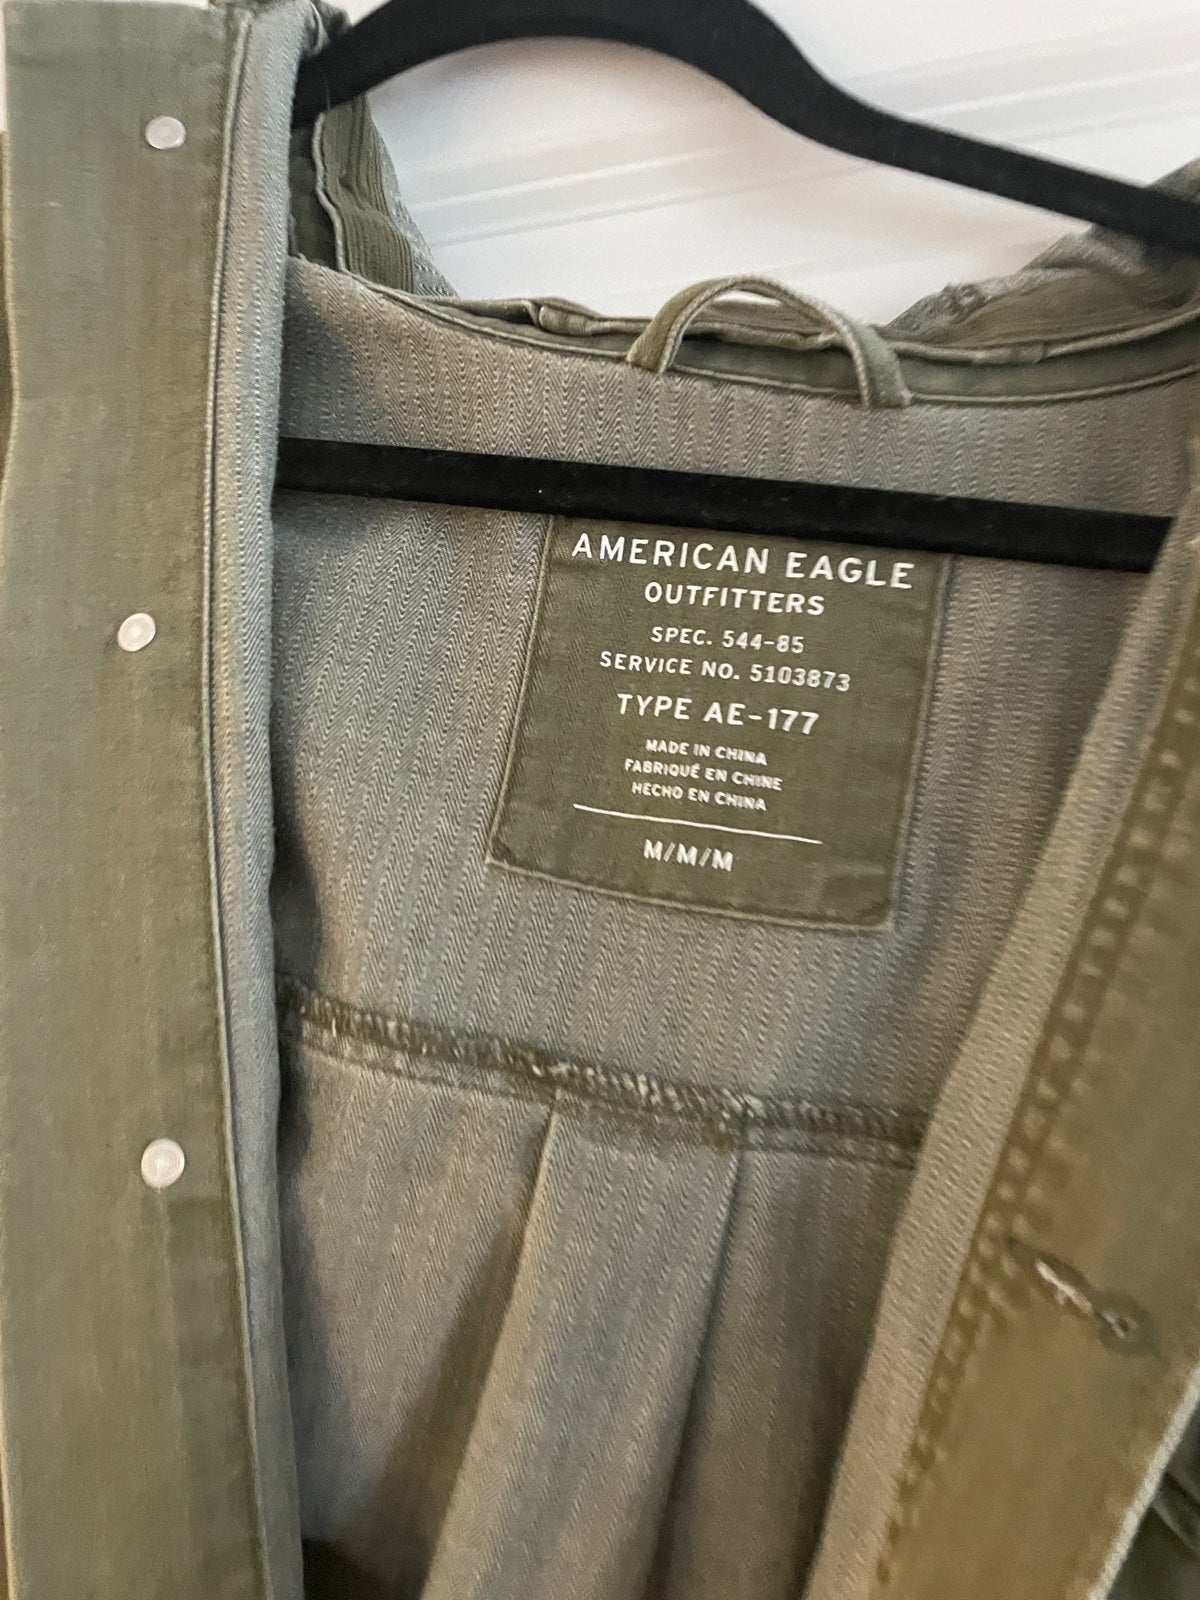 AMERICAN EAGLE
OUTFITTERS
SPEC. 544-85
SERVICE NO. 5103873
TYPE AE-177
MADE IN CHINA
FABRIQUÉ EN CHINE
HECHO EN CHINA
M/M/M